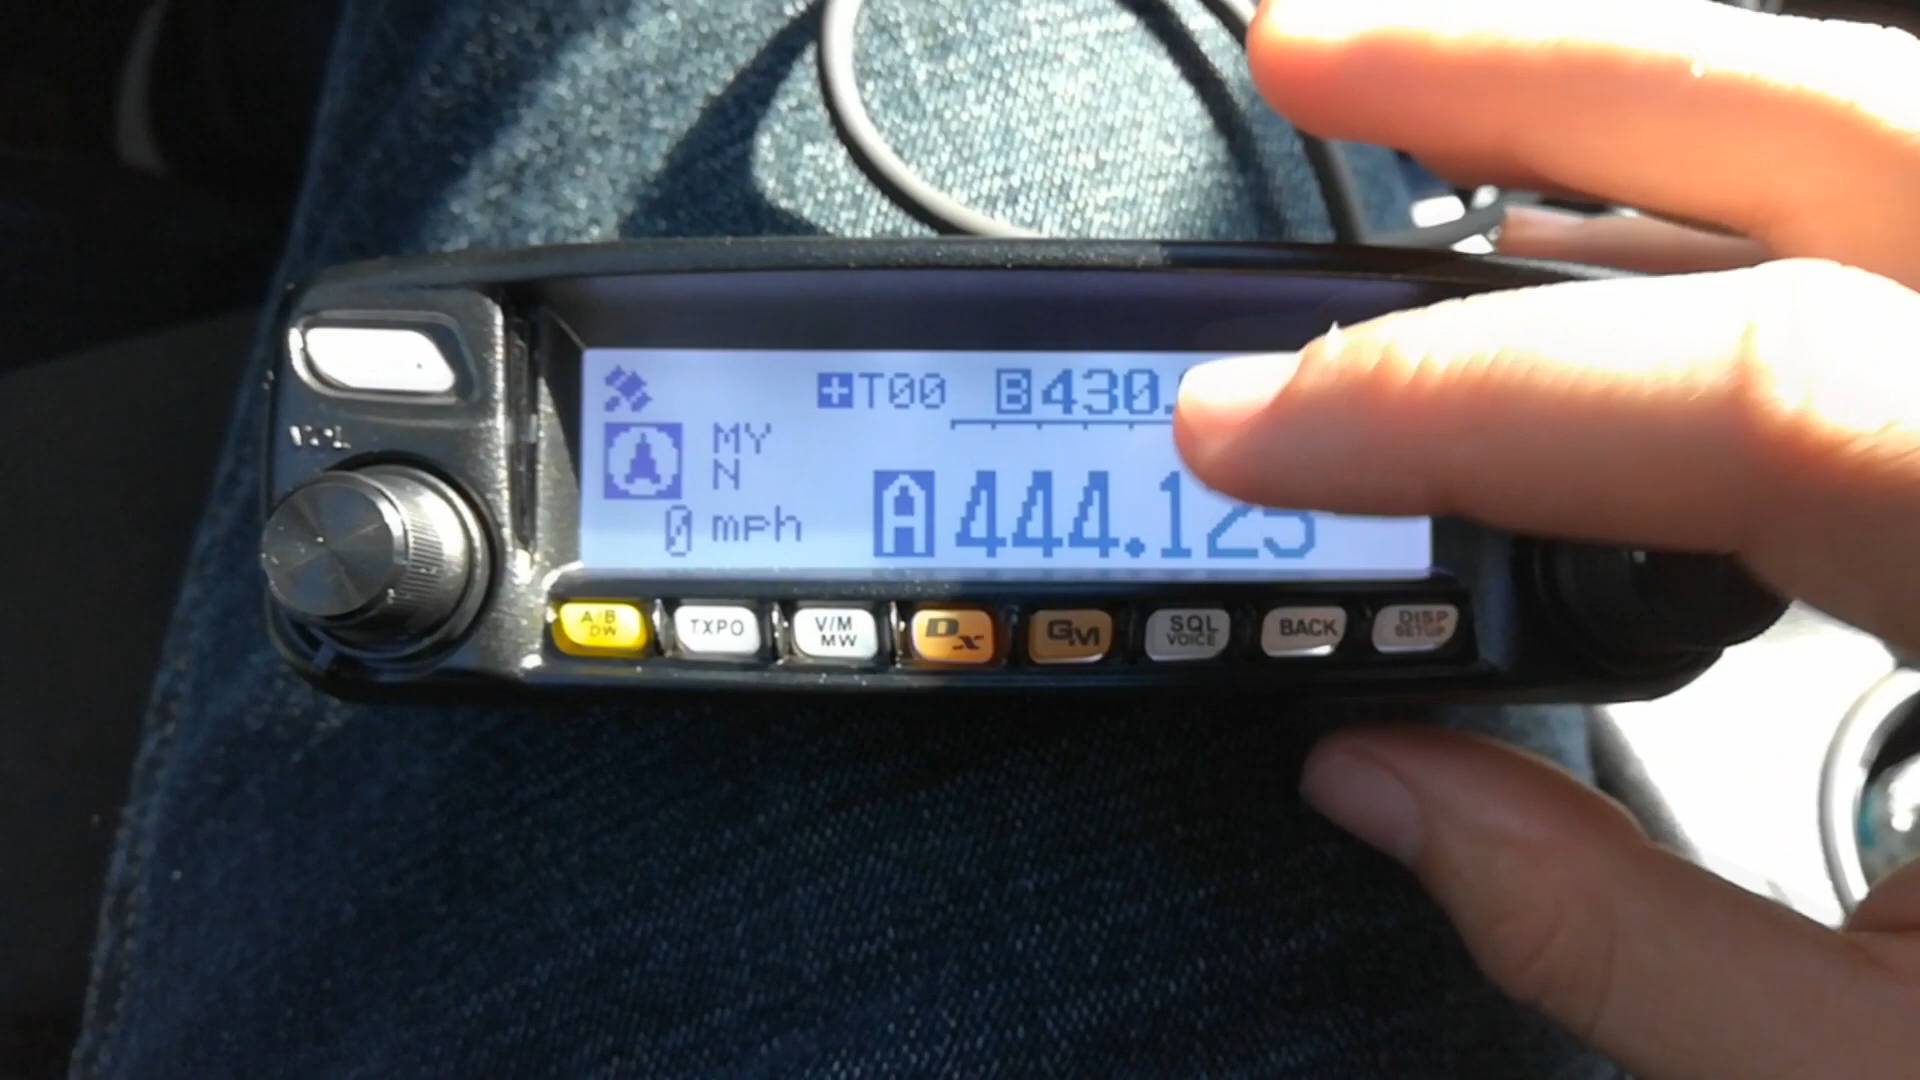 +T00 B430.
MY
N
A 444.125
0 mph
VOL
A/B
DW
TXPO
V/M
MW
DX
GM
SQL
VOICE
BACK
DISP
SETUP